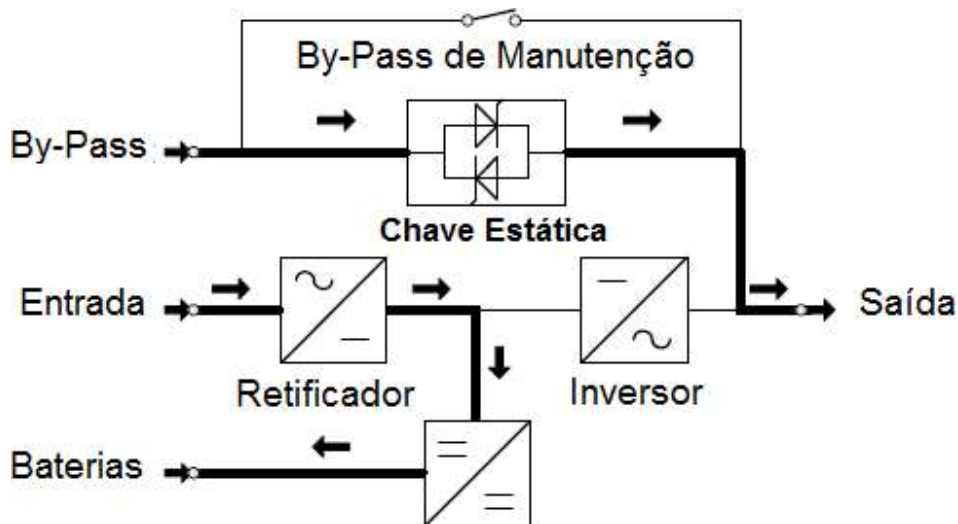 By-Pass de Manutenção
By-Pass
Chave Estática
Entrada
Saída
Retificador
Inversor
Baterias